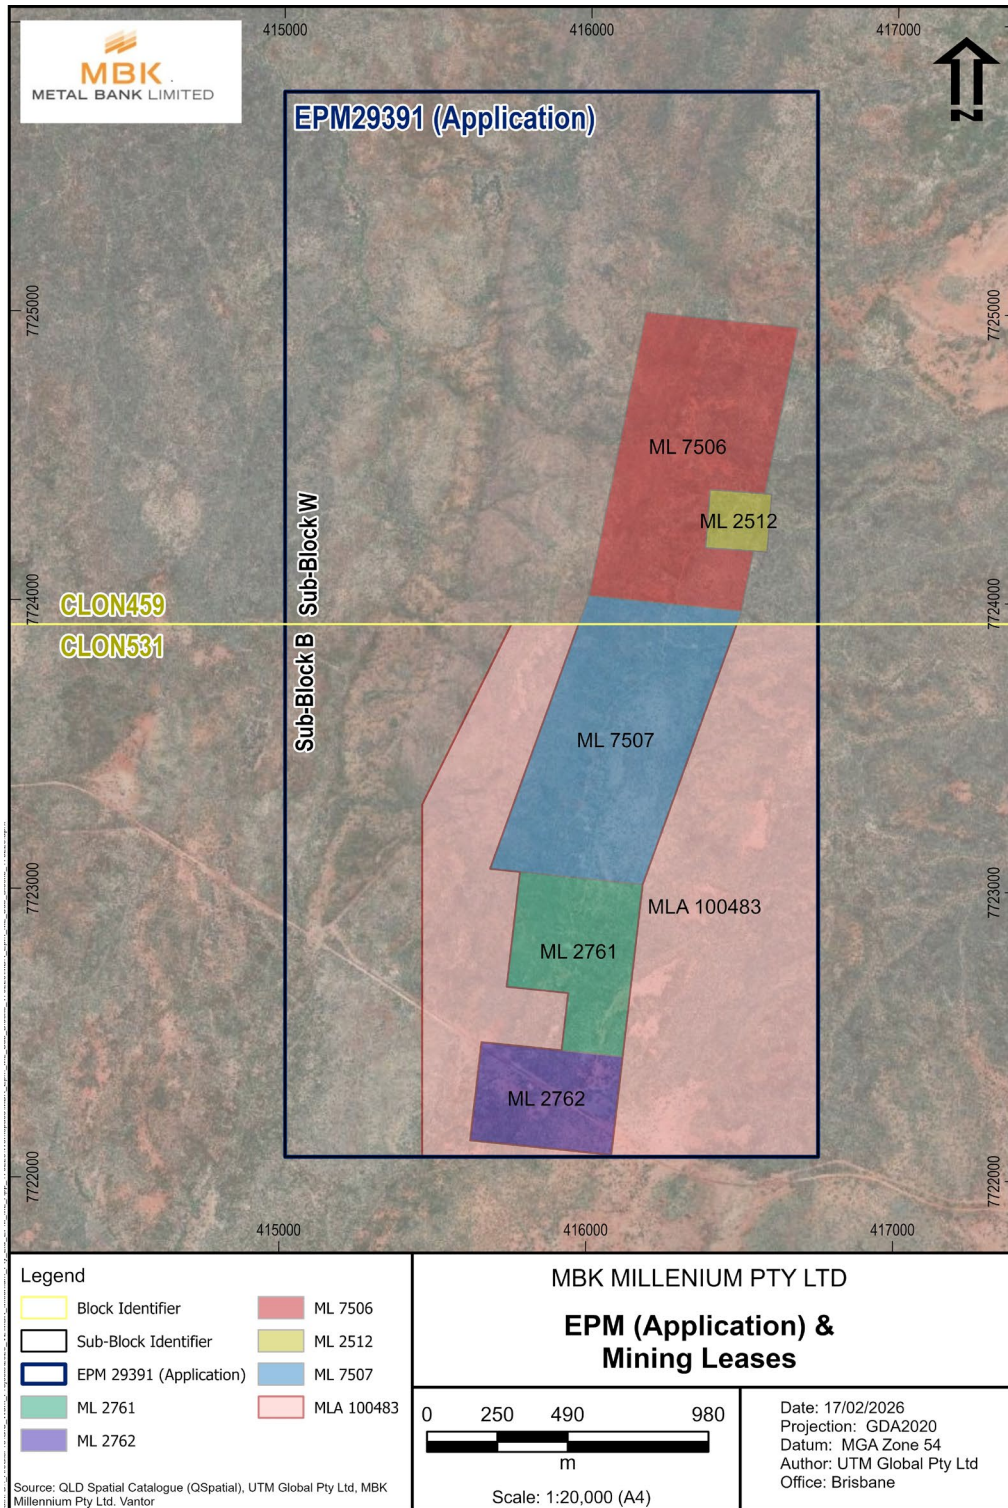 415000
416000
417000
MBK
METAL BANK LIMITED
N
EPM29391 (Application)
7725000
7725000
ML 7506
ML 2512
Sub-Block W
7724000
7724000
CLON459
CLON531
Sub-Block B
ML 7507
7723000
7723000
MLA 100483
ML 2761
ML 2762
7722000
7722000
415000
416000
417000
Legend
Block Identifier
Sub-Block Identifier
EPM 29391 (Application)
ML 2761
ML 2762
ML 7506
ML 2512
ML 7507
MLA 100483
Source: QLD Spatial Catalogue (QSpatial), UTM Global Pty Ltd, MBK
Millennium Pty Ltd. Vantor
MBK MILLENIUM PTY LTD
EPM (Application) &
Mining Leases
0 250 490 980
m
Scale: 1:20,000 (A4)
Date: 17/02/2026
Projection: GDA2020
Datum: MGA Zone 54
Author: UTM Global Pty Ltd
Office: Brisbane